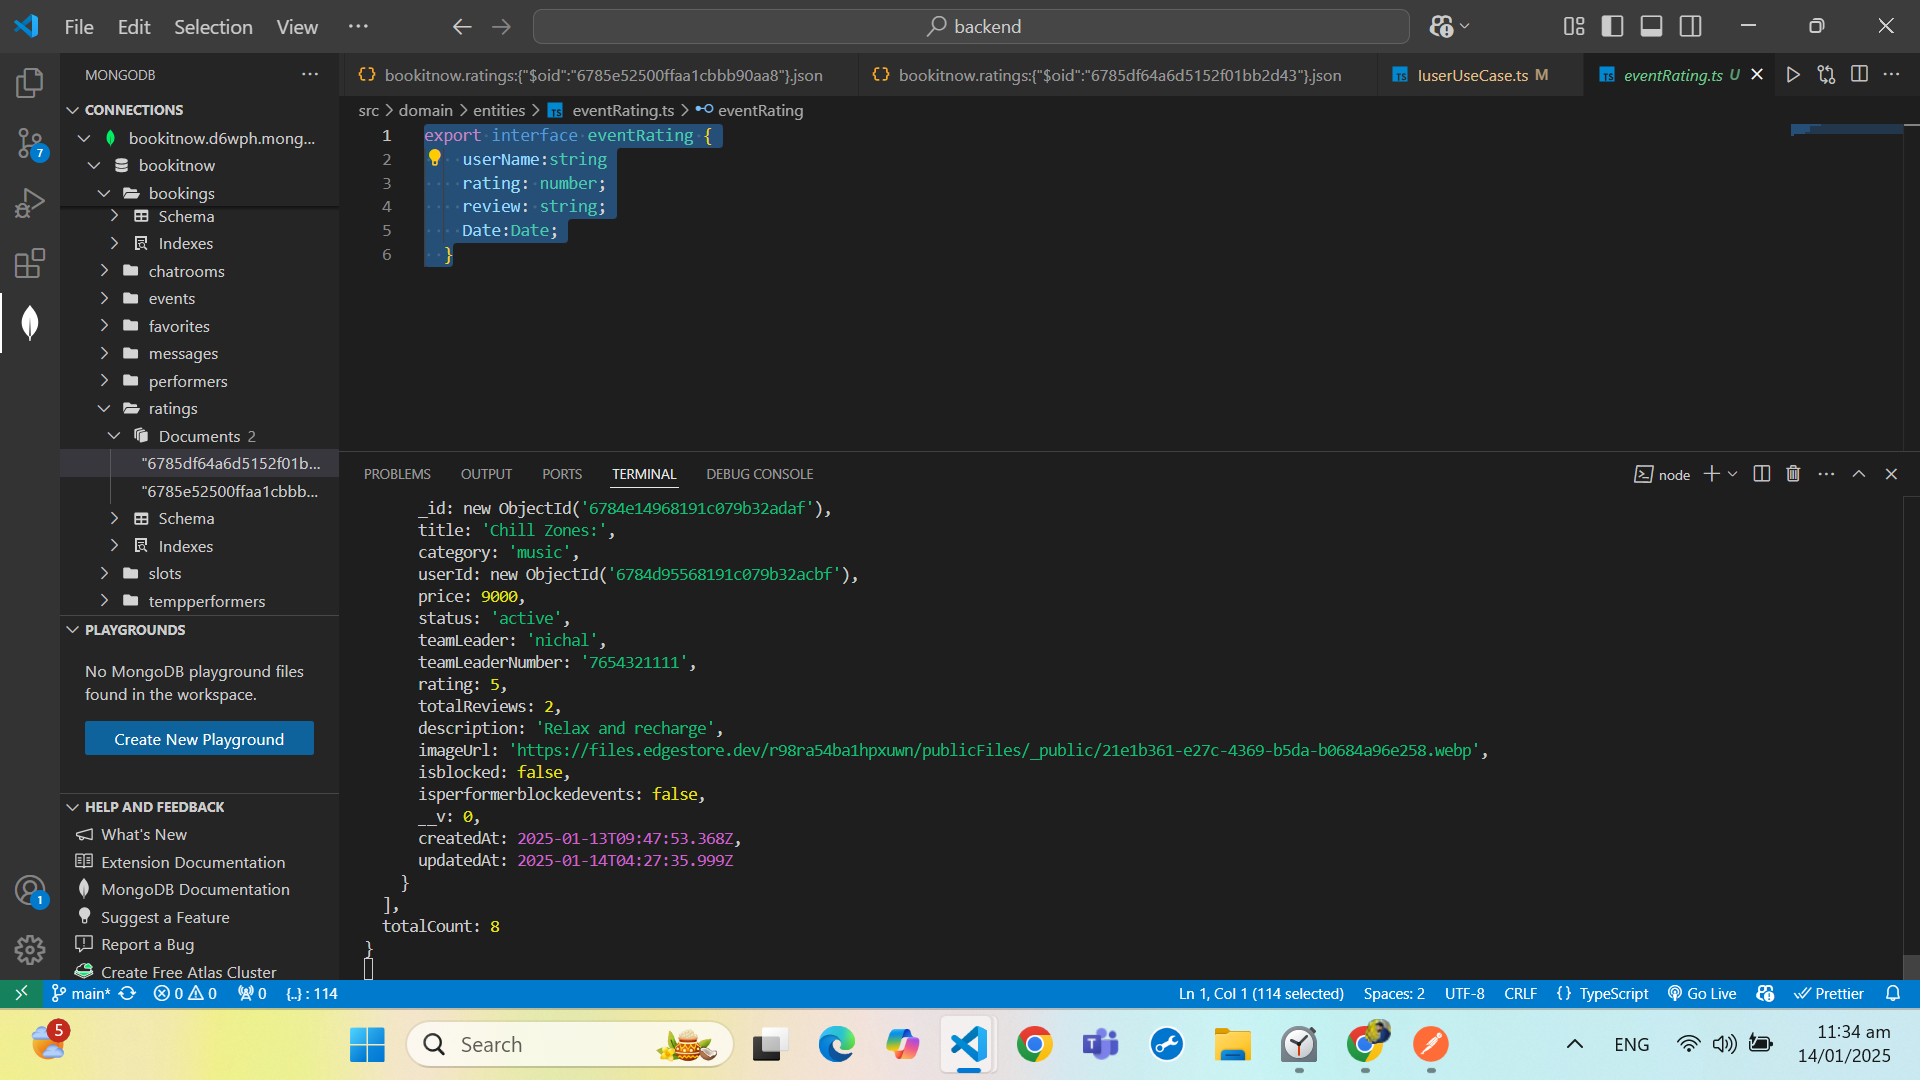 File Edit Selection View ··· backend
MONGODB ···
bookitnow.ratings:{"$oid":"6785e52500ffaa1cbbb90aa8"}.json
bookitnow.ratings:{"$oid":"6785df64a6d5152f01bb2d43"}.json
IuserUseCase.ts M
eventRating.ts U
CONNECTIONS
bookitnow.d6wph.mong...
bookitnow
bookings
Schema
Indexes
chatrooms
events
favorites
messages
performers
ratings
Documents 2
"6785df64a6d5152f01b...
"6785e52500ffaa1cbbb...
Schema
Indexes
slots
tempperformers
PLAYGROUNDS
No MongoDB playground files
found in the workspace.
Create New Playground
HELP AND FEEDBACK
What's New
Extension Documentation
MongoDB Documentation
Suggest a Feature
Report a Bug
Create Free Atlas Cluster
7
1
src > domain > entities > eventRating.ts > eventRating
1 export interface eventRating {
2 userName:string
3 rating: number;
4 review: string;
5 Date:Date;
6 }
PROBLEMS OUTPUT PORTS TERMINAL DEBUG CONSOLE node
_id: new ObjectId('6784e14968191c079b32adaf'),
title: 'Chill Zones:',
category: 'music',
userId: new ObjectId('6784d95568191c079b32acbf'),
price: 9000,
status: 'active',
teamLeader: 'nichal',
teamLeaderNumber: '7654321111',
rating: 5,
totalReviews: 2,
description: 'Relax and recharge',
imageUrl: 'https://files.edgestore.dev/r98ra54ba1hpxuwn/publicFiles/_public/21e1b361-e27c-4369-b5da-b0684a96e258.webp',
isblocked: false,
isperformerblockedevents: false,
__v: 0,
createdAt: 2025-01-13T09:47:53.368Z,
updatedAt: 2025-01-14T04:27:35.999Z
}
],
totalCount: 8
}
main* 0 0 0 {..} : 114 Ln 1, Col 1 (114 selected) Spaces: 2 UTF-8 CRLF {} TypeScript Go Live Prettier
5 Search ENG 11:34 am
14/01/2025